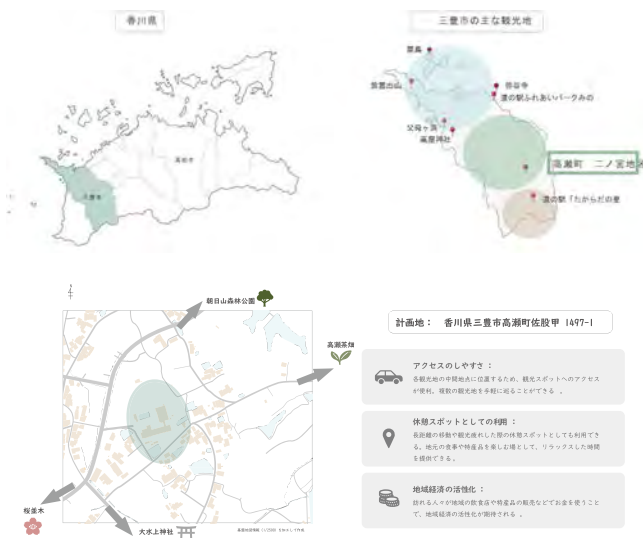 香川県
三豊市の主な観光地
粟島
紫雲出山
弥谷寺
道の駅ふれあいパークみの
父母ヶ浜
高屋神社
高瀬町 二ノ宮地
道の駅「たからだの里
高松市
三豊市
朝日山森林公園
高瀬茶畑
桜並木
大水上神社
計画地： 香川県三豊市高瀬町佐股甲 1497-1
アクセスのしやすさ：
各観光地の中間地点に位置するため、観光スポットへのアクセス
が便利。複数の観光地を手軽に巡ることができる 。
休憩スポットとしての利用：
長距離の移動や観光疲れした際の休憩スポットとしても利用でき
る。地元の食事や特産品を楽しむ場として、リラックスした時間
を提供できる。
地域経済の活性化：
訪れる人々が地域の飲食店や特産品の販売などでお金を使うこと
で、地域経済の活性化が期待される 。